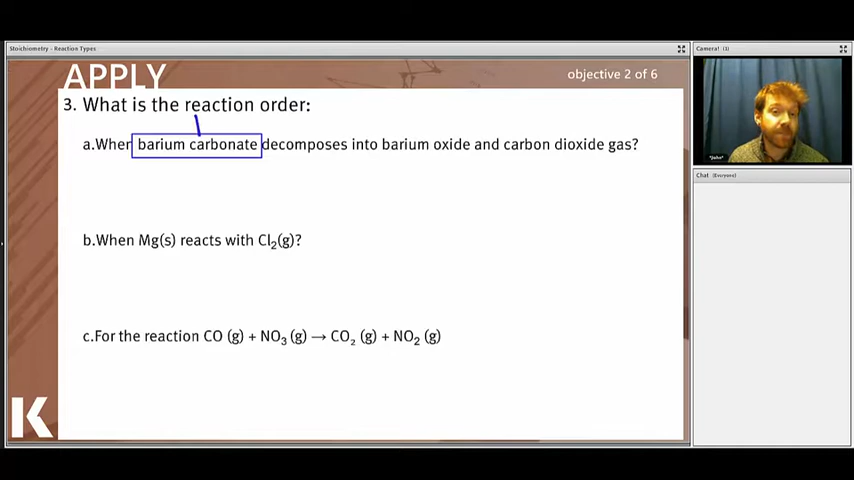 Stoichiometry - Reaction Types
Camera! (1)
APPLY
objective 2 of 6
3. What is the reaction order:
a.When barium carbonate decomposes into barium oxide and carbon dioxide gas?
*John*
Chat (Everyone)
b.When Mg(s) reacts with Cl₂(g)?
c.For the reaction CO (g) + NO₃ (g) → CO₂ (g) + NO₂ (g)
K